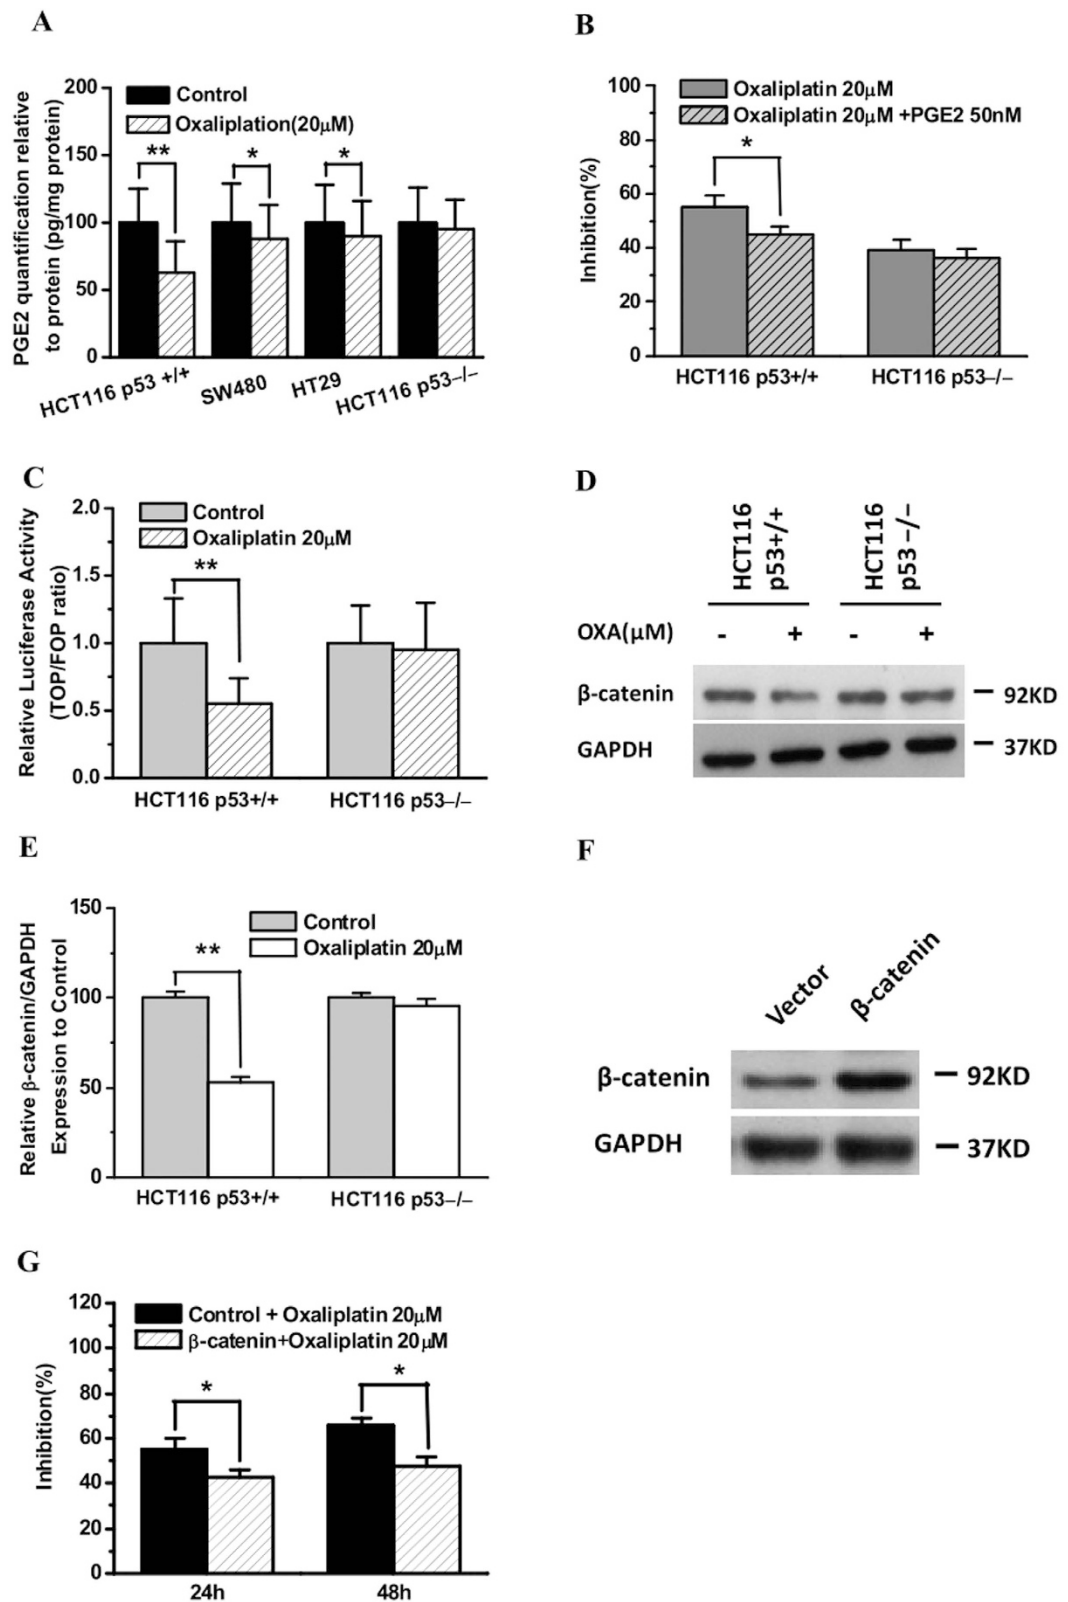 A
PGE2 quantification relative
to protein (pg/mg protein)
200
150
100
50
0
Control
Oxaliplation(20μM)
**
*
*
HCT116 p53 +/+
SW480
HT29
HCT116 p53−/−
B
Inhibition(%)
100
80
60
40
20
0
Oxaliplatin 20μM
Oxaliplatin 20μM +PGE2 50nM
*
HCT116 p53+/+
HCT116 p53−/−
C
Relative Luciferase Activity
(TOP/FOP ratio)
2.0
1.5
1.0
0.5
0.0
Control
Oxaliplatin 20μM
**
HCT116 p53+/+
HCT116 p53−/−
D
HCT116
p53+/+
HCT116
p53 −/−
OXA(μM) - + - +
β-catenin
92KD
GAPDH
37KD
E
Relative β-catenin/GAPDH
Expression to Control
150
100
50
0
Control
Oxaliplatin 20μM
**
HCT116 p53+/+
HCT116 p53−/−
F
Vector
β-catenin
β-catenin
92KD
GAPDH
37KD
G
Inhibition(%)
120
100
80
60
40
20
0
Control + Oxaliplatin 20μM
β-catenin+Oxaliplatin 20μM
*
*
24h
48h